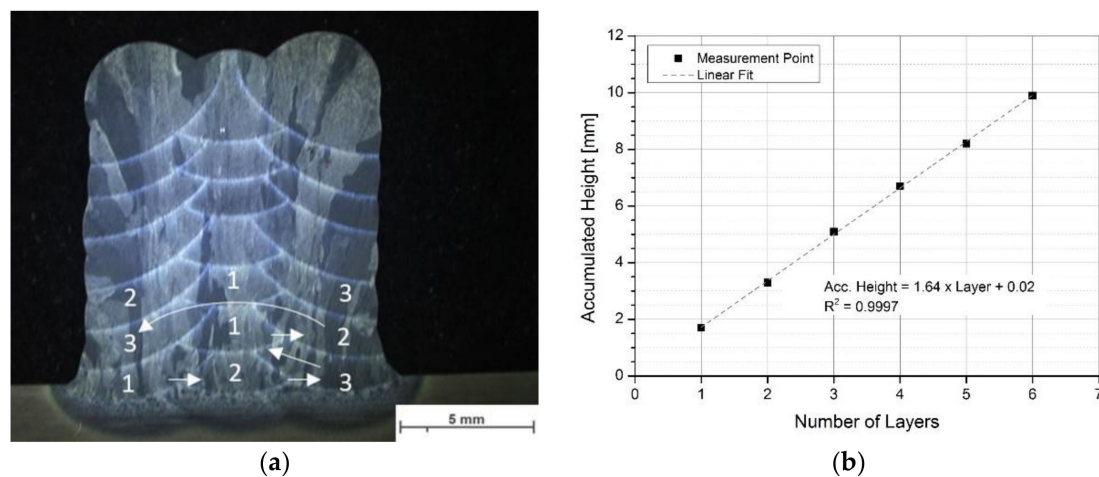 1
2
3
1
3
2
2
1
3
5 mm
(a)
12
10
8
6
4
2
0
0
1
2
3
4
5
6
7
Accumulated Height [mm]
Number of Layers
Measurement Point
Linear Fit
Acc. Height = 1.64 x Layer + 0.02
R² = 0.9997
(b)